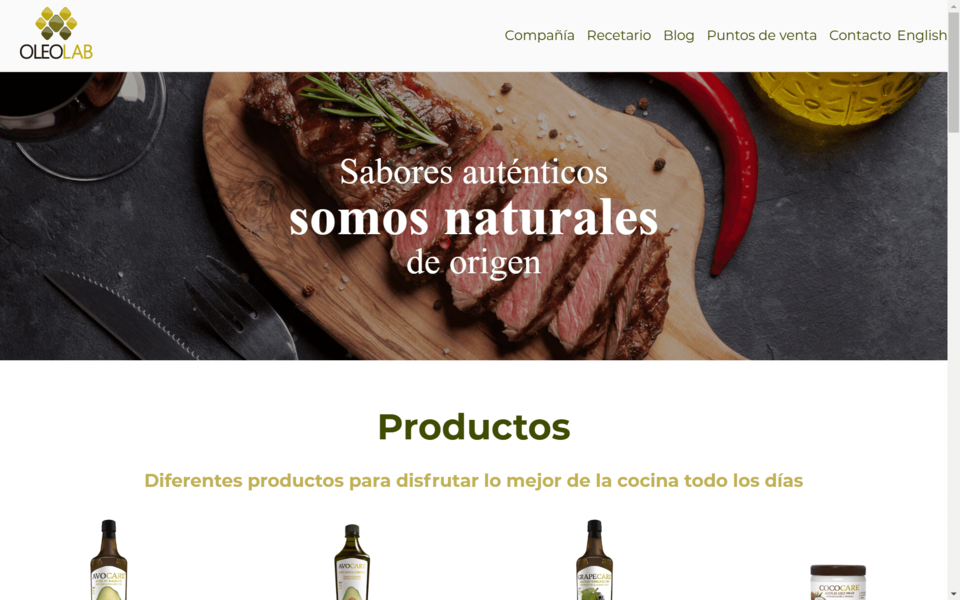 OLEOLAB
Compañía Recetario Blog Puntos de venta Contacto English
Sabores auténticos
somos naturales
de origen
Productos
Diferentes productos para disfrutar lo mejor de la cocina todo los días
AVOCARE
AVOCARE
GRAPECARE
COCOCARE